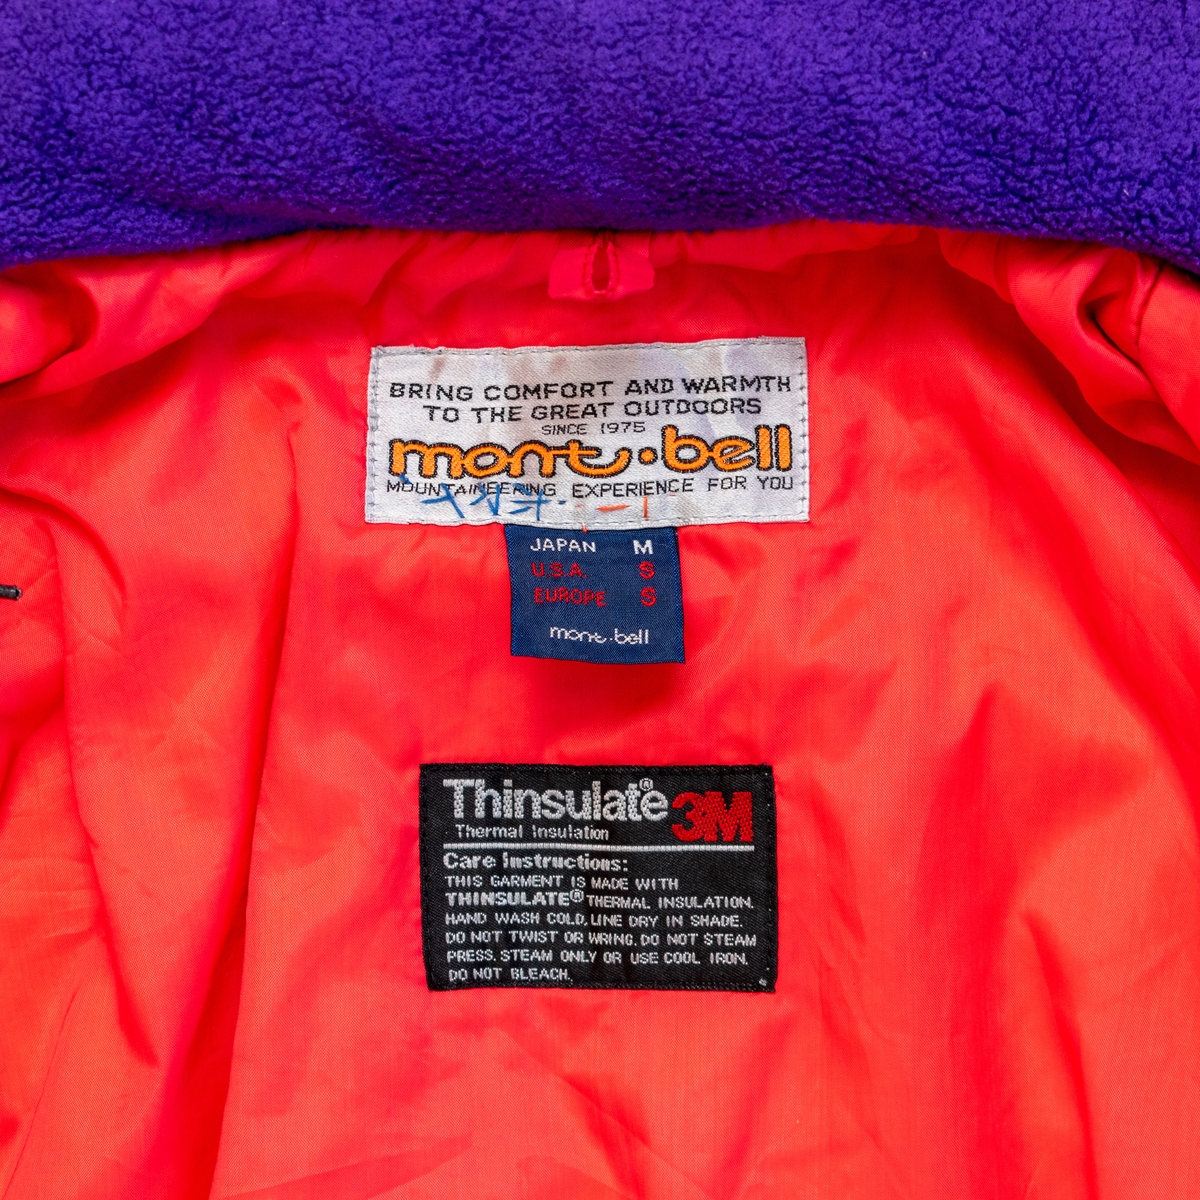 BRING COMFORT AND WARMTH
TO THE GREAT OUTDOORS
SINCE 1975
mont·bell
MOUNTAINEERING EXPERIENCE FOR YOU
JAPAN M
U.S.A. S
EUROPE S
mont·bell
Thinsulate® 3M
Thermal Insulation
Care Instructions:
THIS GARMENT IS MADE WITH
THINSULATE® THERMAL INSULATION.
HAND WASH COLD. LINE DRY IN SHADE.
DO NOT TWIST OR WRING. DO NOT STEAM
PRESS. STEAM ONLY OR USE COOL IRON.
DO NOT BLEACH.